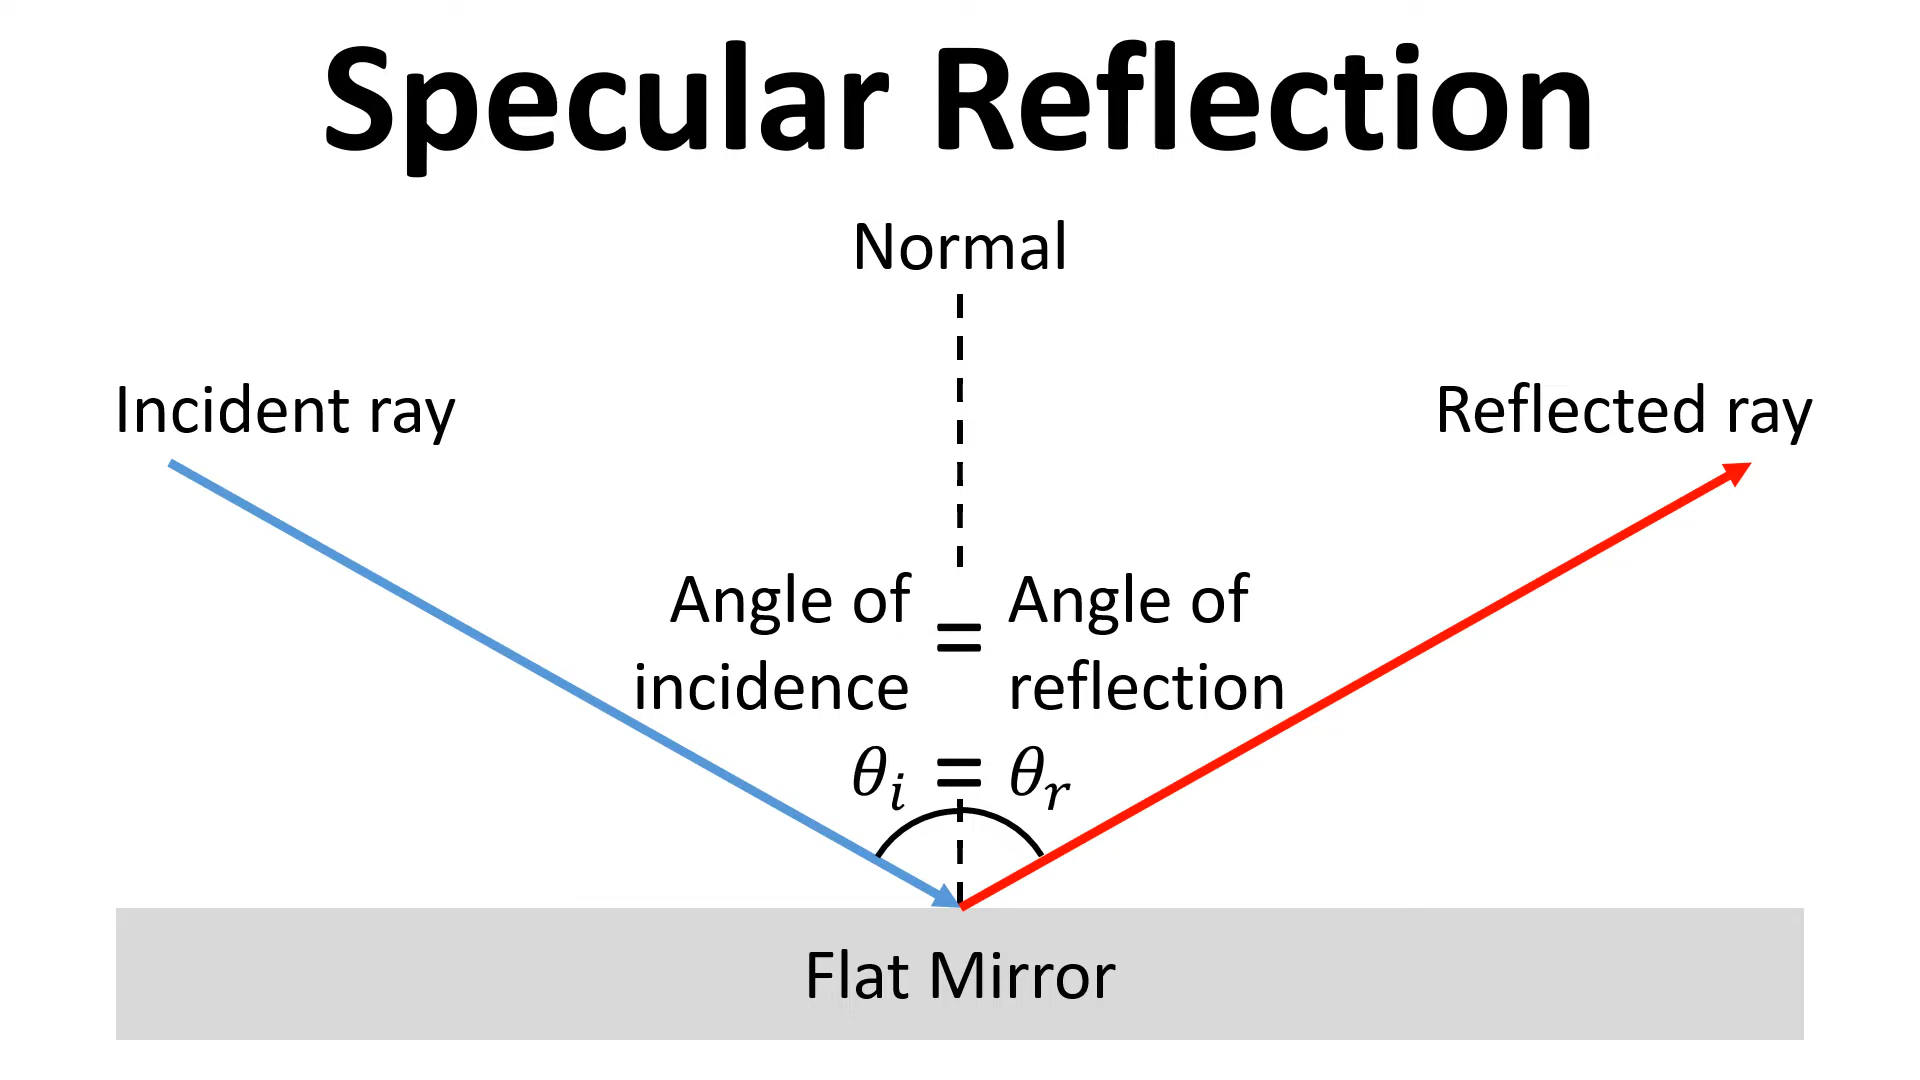 Specular Reflection
Normal
Incident ray
Reflected ray
Angle of = Angle of
incidence reflection
θᵢ = θᵣ
Flat Mirror